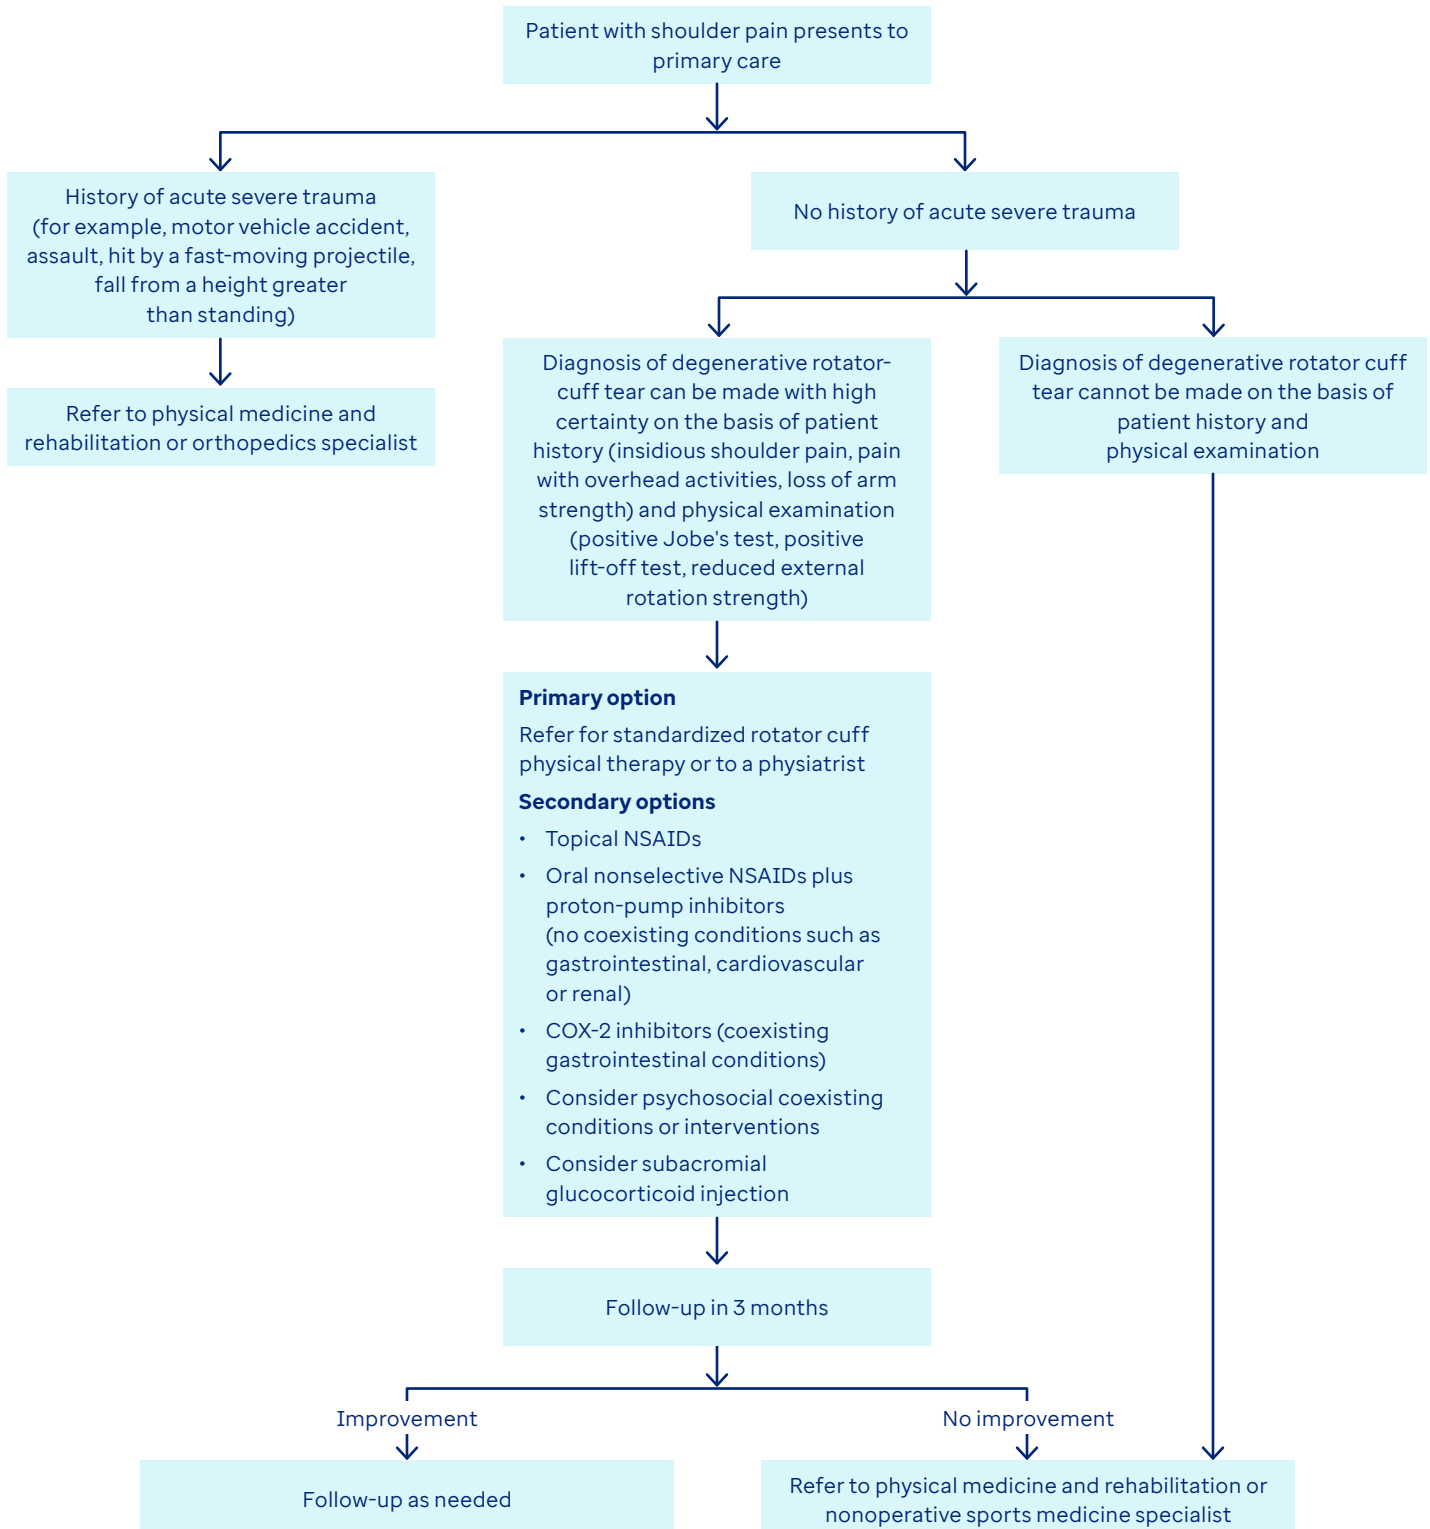 Patient with shoulder pain presents to
primary care
History of acute severe trauma
(for example, motor vehicle accident,
assault, hit by a fast-moving projectile,
fall from a height greater
than standing)
No history of acute severe trauma
Refer to physical medicine and
rehabilitation or orthopedics specialist
Diagnosis of degenerative rotator-
cuff tear can be made with high
certainty on the basis of patient
history (insidious shoulder pain, pain
with overhead activities, loss of arm
strength) and physical examination
(positive Jobe's test, positive
lift-off test, reduced external
rotation strength)
Diagnosis of degenerative rotator cuff
tear cannot be made on the basis of
patient history and
physical examination
Primary option
Refer for standardized rotator cuff
physical therapy or to a physiatrist
Secondary options
• Topical NSAIDs
• Oral nonselective NSAIDs plus
proton-pump inhibitors
(no coexisting conditions such as
gastrointestinal, cardiovascular
or renal)
• COX-2 inhibitors (coexisting
gastrointestinal conditions)
• Consider psychosocial coexisting
conditions or interventions
• Consider subacromial
glucocorticoid injection
Follow-up in 3 months
Improvement
No improvement
Follow-up as needed
Refer to physical medicine and rehabilitation or
nonoperative sports medicine specialist